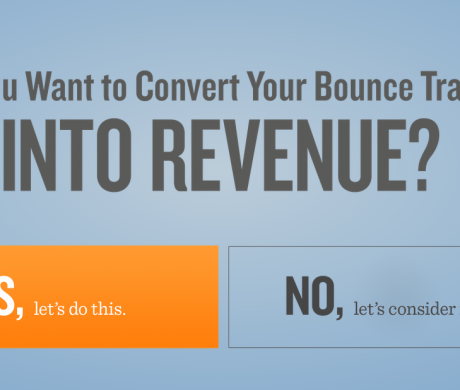 u Want to Convert Your Bounce Tra
INTO REVENUE?
S, let's do this.
NO, let's consider